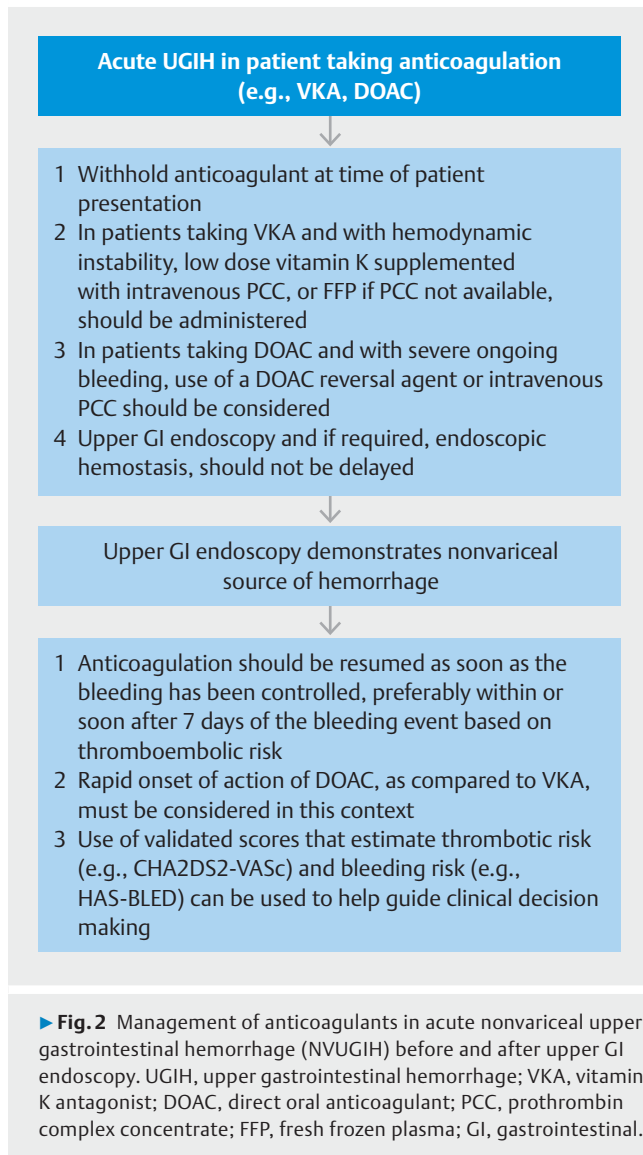 Acute UGIH in patient taking anticoagulation
(e.g., VKA, DOAC)
1 Withhold anticoagulant at time of patient
presentation
2 In patients taking VKA and with hemodynamic
instability, low dose vitamin K supplemented
with intravenous PCC, or FFP if PCC not available,
should be administered
3 In patients taking DOAC and with severe ongoing
bleeding, use of a DOAC reversal agent or intravenous
PCC should be considered
4 Upper GI endoscopy and if required, endoscopic
hemostasis, should not be delayed
Upper GI endoscopy demonstrates nonvariceal
source of hemorrhage
1 Anticoagulation should be resumed as soon as the
bleeding has been controlled, preferably within or
soon after 7 days of the bleeding event based on
thromboembolic risk
2 Rapid onset of action of DOAC, as compared to VKA,
must be considered in this context
3 Use of validated scores that estimate thrombotic risk
(e.g., CHA2DS2-VASc) and bleeding risk (e.g.,
HAS-BLED) can be used to help guide clinical decision
making
▶Fig. 2 Management of anticoagulants in acute nonvariceal upper
gastrointestinal hemorrhage (NVUGIH) before and after upper GI
endoscopy. UGIH, upper gastrointestinal hemorrhage; VKA, vitamin
K antagonist; DOAC, direct oral anticoagulant; PCC, prothrombin
complex concentrate; FFP, fresh frozen plasma; GI, gastrointestinal.